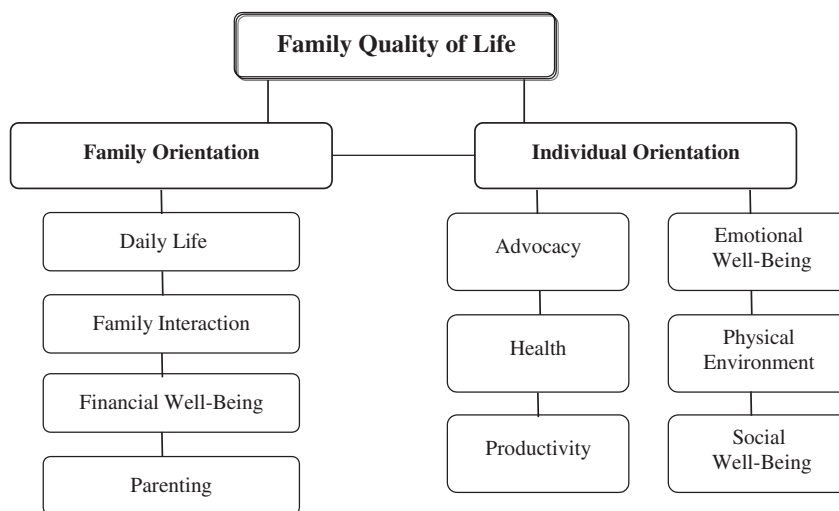 Family Quality of Life
Family Orientation
Individual Orientation
Daily Life
Family Interaction
Financial Well-Being
Parenting
Advocacy
Health
Productivity
Emotional
Well-Being
Physical
Environment
Social
Well-Being